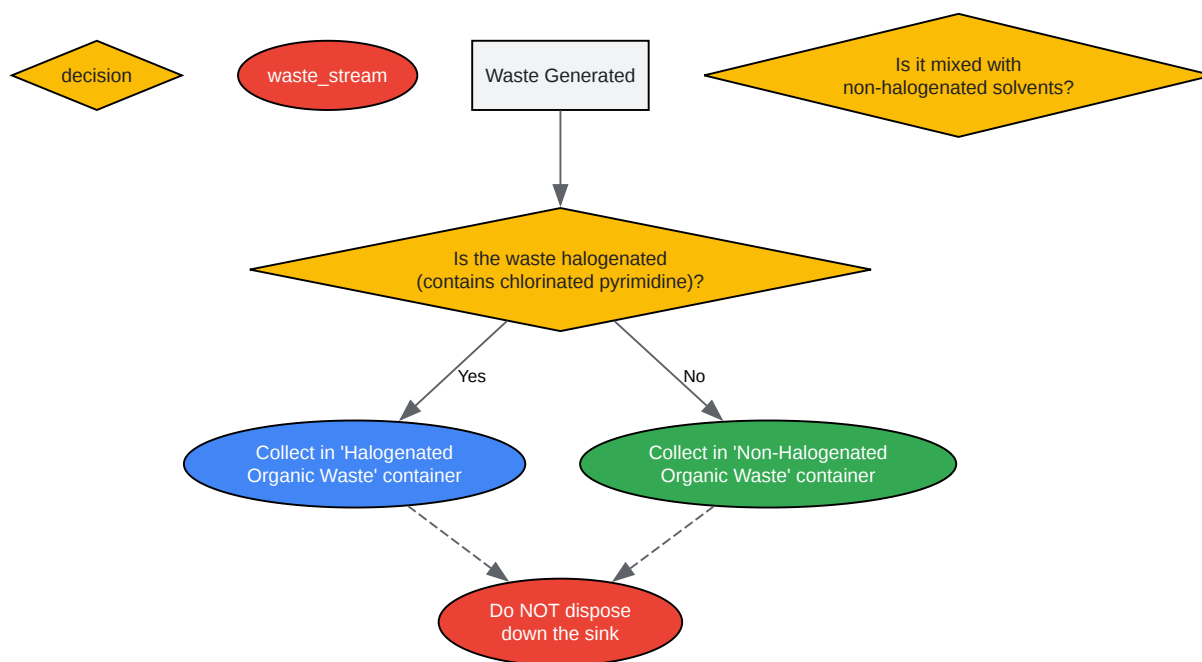 decision
waste_stream
Waste Generated
Is it mixed with
non-halogenated solvents?
Is the waste halogenated
(contains chlorinated pyrimidine)?
Yes
No
Collect in 'Halogenated
Organic Waste' container
Collect in 'Non-Halogenated
Organic Waste' container
Do NOT dispose
down the sink